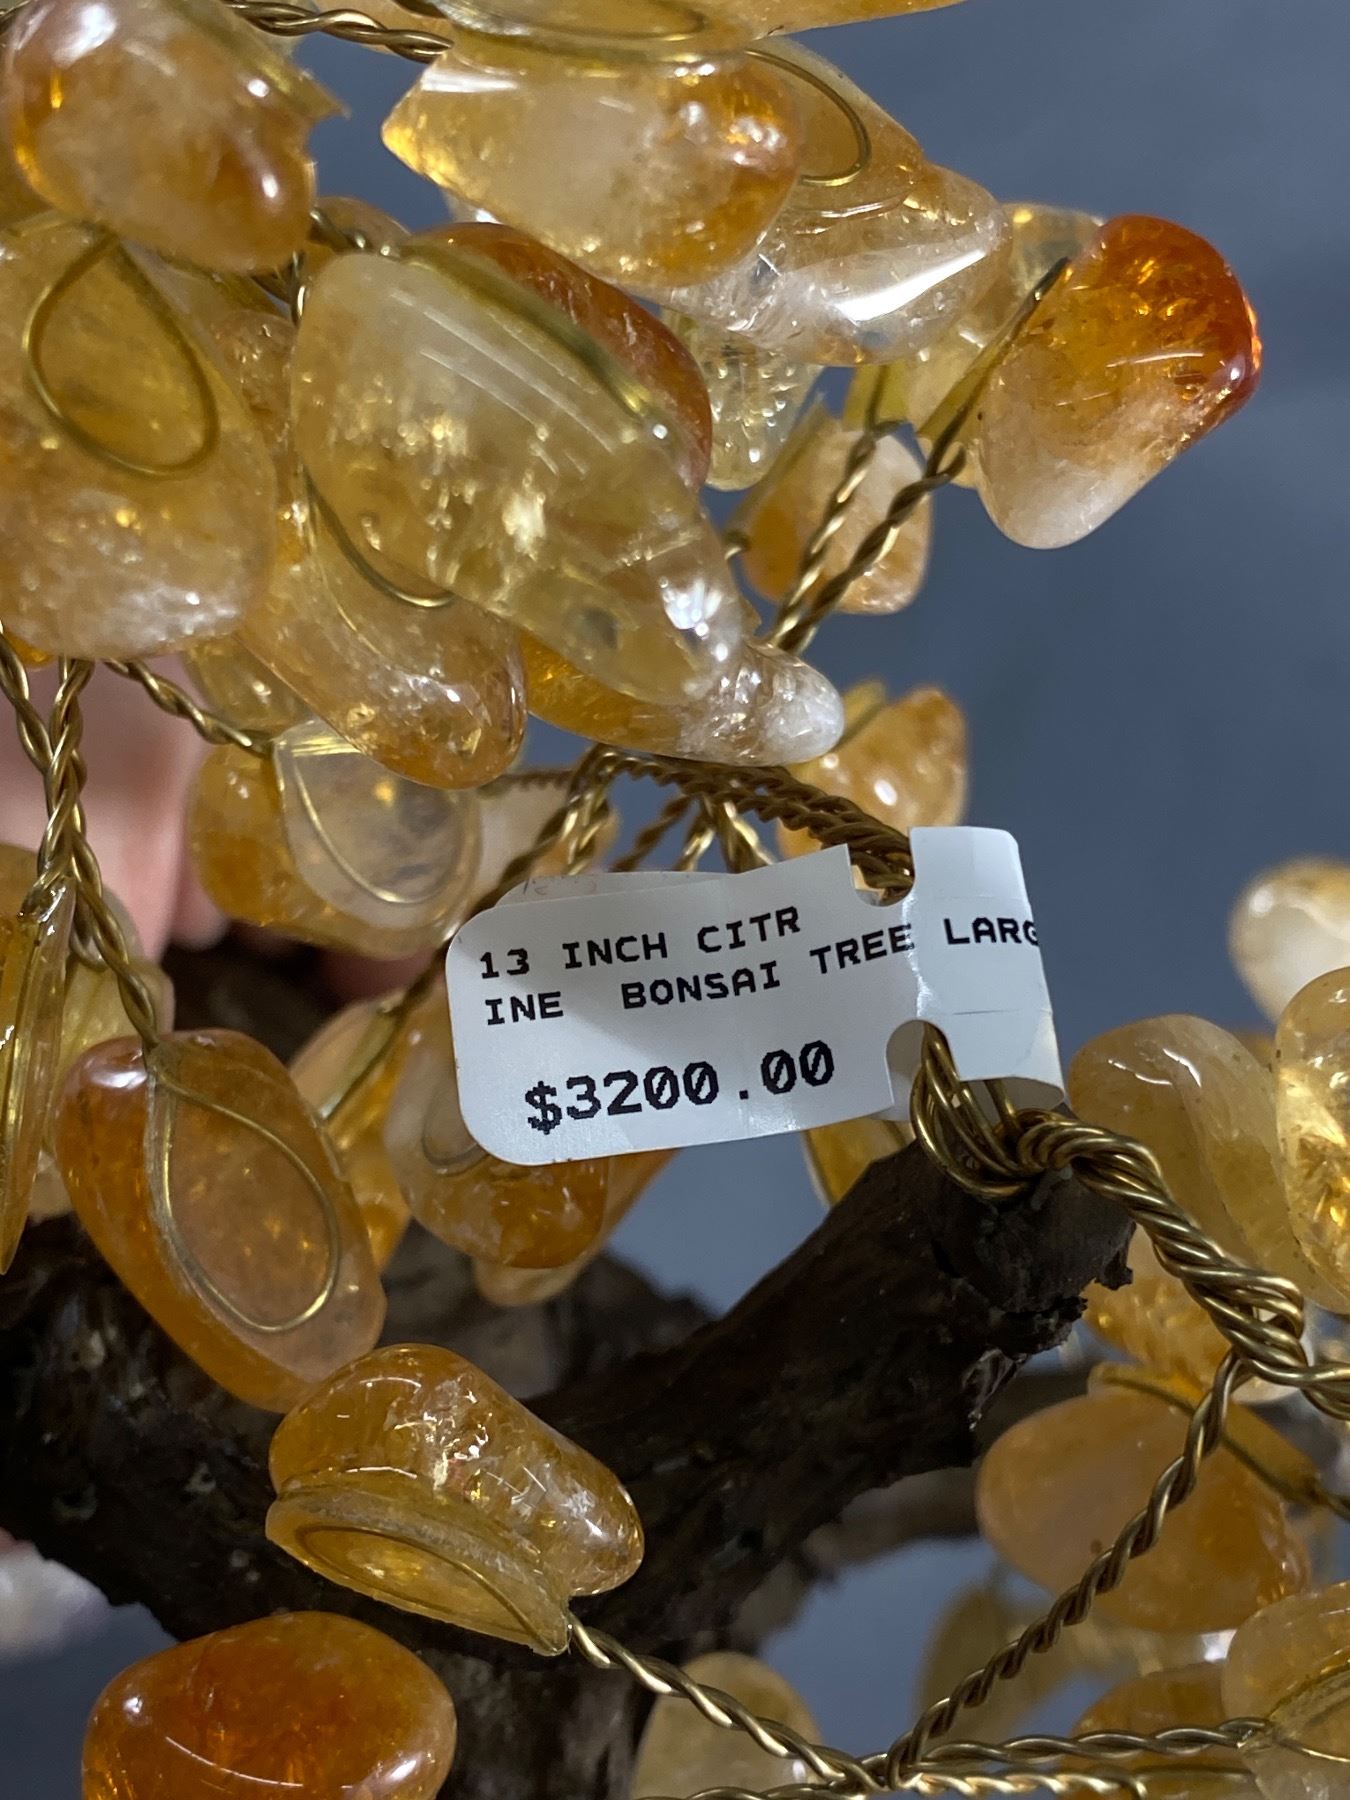 13 INCH CITR
INE BONSAI TREE LARG
$3200.00